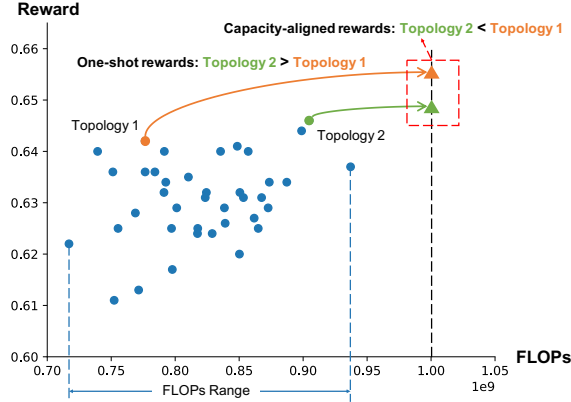 Reward
Capacity-aligned rewards: Topology 2 < Topology 1
One-shot rewards: Topology 2 > Topology 1
0.66
0.65
0.64
0.63
0.62
0.61
0.60
Topology 1
Topology 2
0.70 0.75 0.80 0.85 0.90 0.95 1.00 1.05
FLOPs
1e9
FLOPs Range